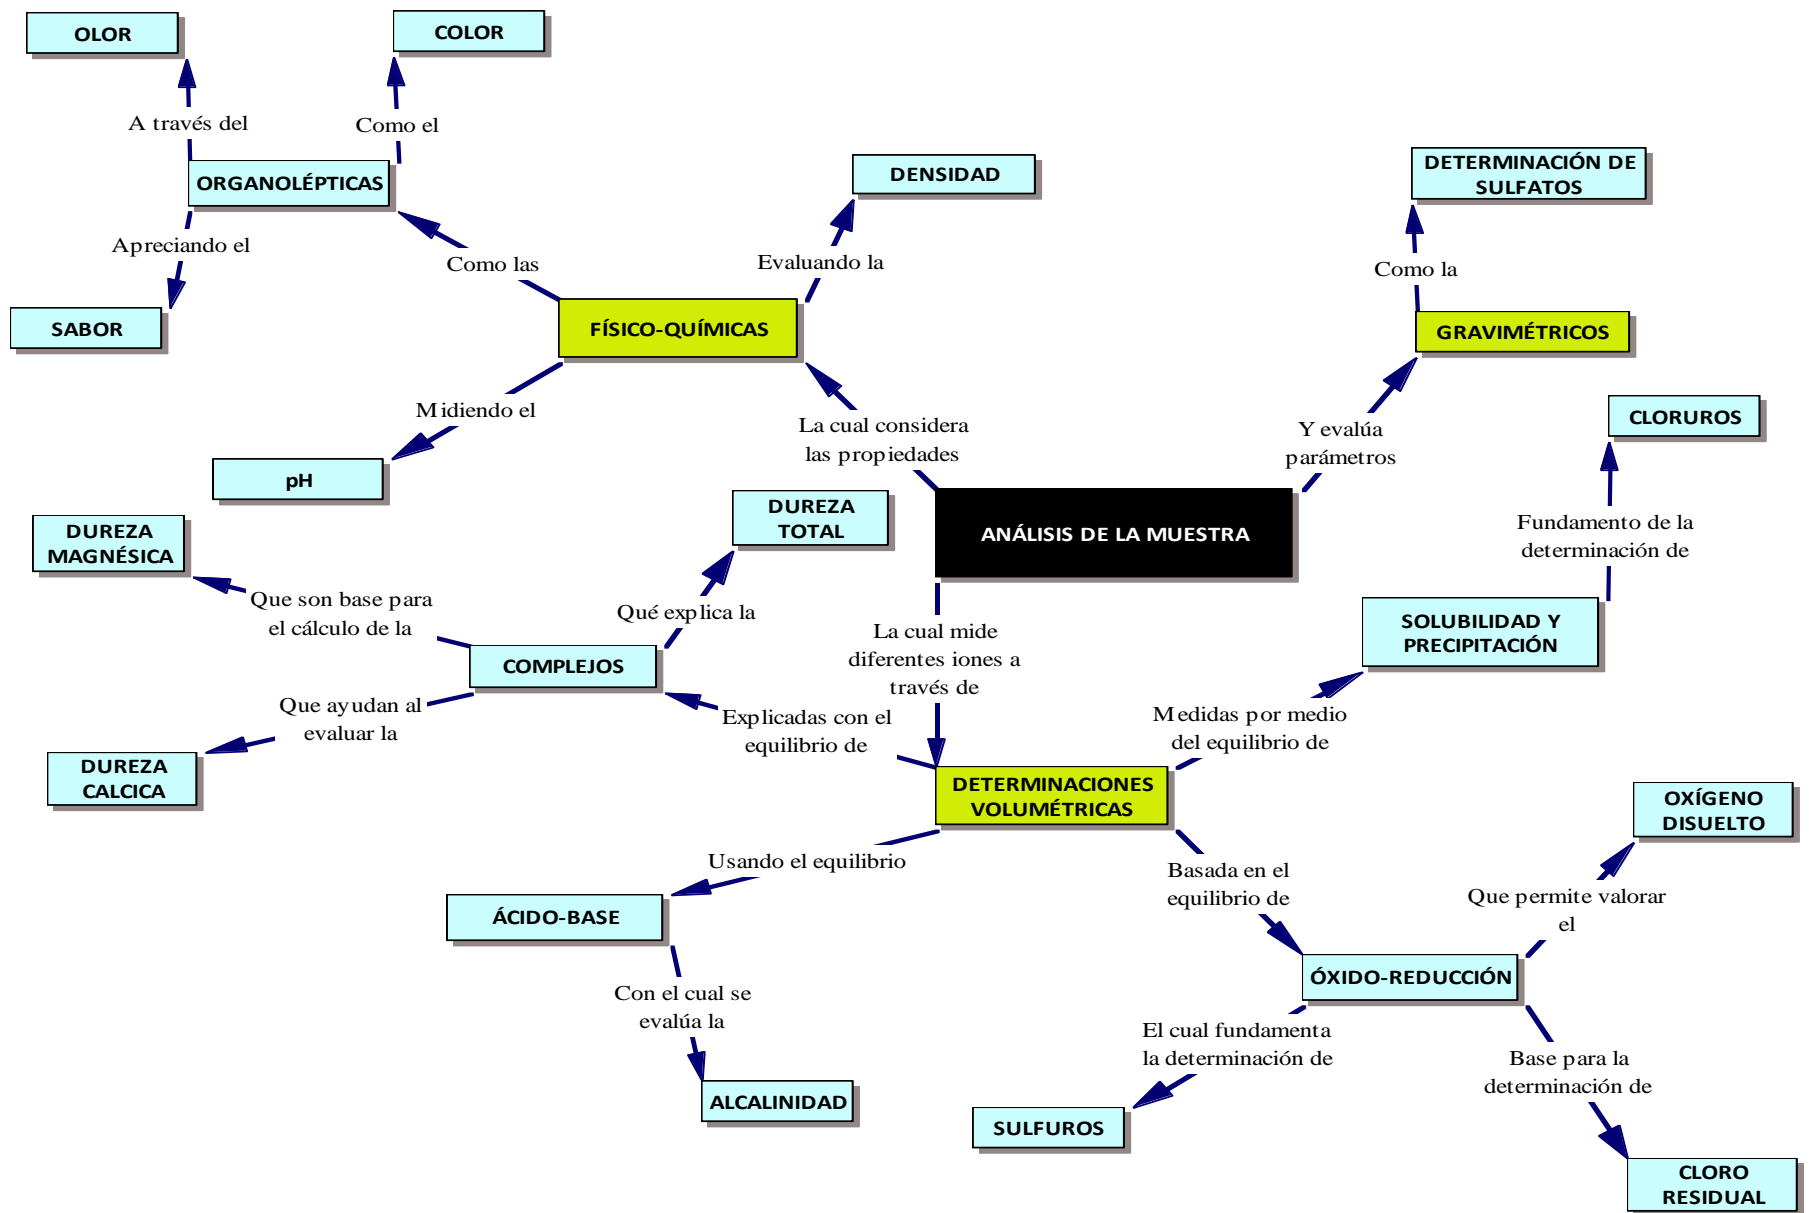 OLOR
COLOR
A través del
Como el
ORGANOLÉPTICAS
DENSIDAD
DETERMINACIÓN DE
SULFATOS
Apreciando el
Como las
Evaluando la
Como la
SABOR
FÍSICO-QUÍMICAS
GRAVIMÉTRICOS
Midiendo el
La cual considera
las propiedades
Y evalúa
parámetros
CLORUROS
pH
DUREZA
MAGNÉSICA
DUREZA
TOTAL
ANÁLISIS DE LA MUESTRA
Fundamento de la
determinación de
Que son base para
el cálculo de la
Qué explica la
La cual mide
diferentes iones a
través de
SOLUBILIDAD Y
PRECIPITACIÓN
COMPLEJOS
Que ayudan al
evaluar la
Explicadas con el
equilibrio de
Medidas por medio
del equilibrio de
DUREZA
CALCICA
DETERMINACIONES
VOLUMÉTRICAS
OXÍGENO
DISUELTO
Usando el equilibrio
Basada en el
equilibrio de
Que permite valorar
el
ÁCIDO-BASE
ÓXIDO-REDUCCIÓN
Con el cual se
evalúa la
El cual fundamenta
la determinación de
Base para la
determinación de
ALCALINIDAD
SULFUROS
CLORO
RESIDUAL